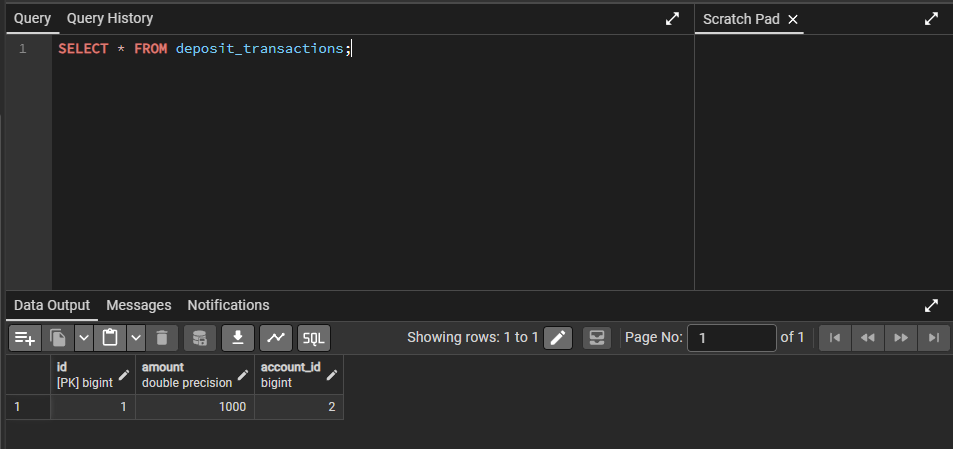 Query Query History
Scratch Pad
1 SELECT * FROM deposit_transactions;
Data Output Messages Notifications
SQL Showing rows: 1 to 1 Page No: 1 of 1
id amount account_id
[PK] bigint double precision bigint
1 1 1000 2